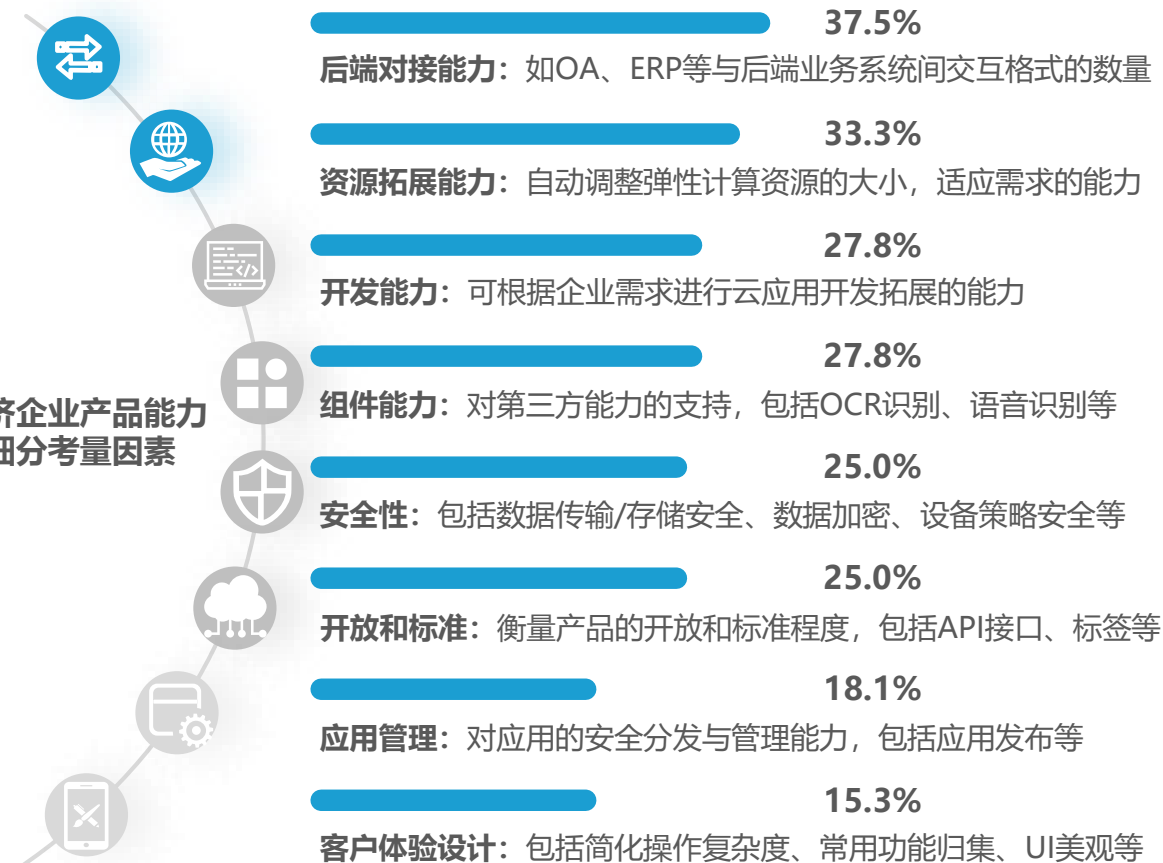 37.5%
后端对接能力：如OA、ERP等与后端业务系统间交互格式的数量
33.3%
资源拓展能力：自动调整弹性计算资源的大小，适应需求的能力
27.8%
开发能力：可根据企业需求进行云应用开发拓展的能力
27.8%
组件能力：对第三方能力的支持，包括OCR识别、语音识别等
济企业产品能力
细分考量因素
25.0%
安全性：包括数据传输/存储安全、数据加密、设备策略安全等
25.0%
开放和标准：衡量产品的开放和标准程度，包括API接口、标签等
18.1%
应用管理：对应用的安全分发与管理能力，包括应用发布等
15.3%
客户体验设计：包括简化操作复杂度、常用功能归集、UI美观等